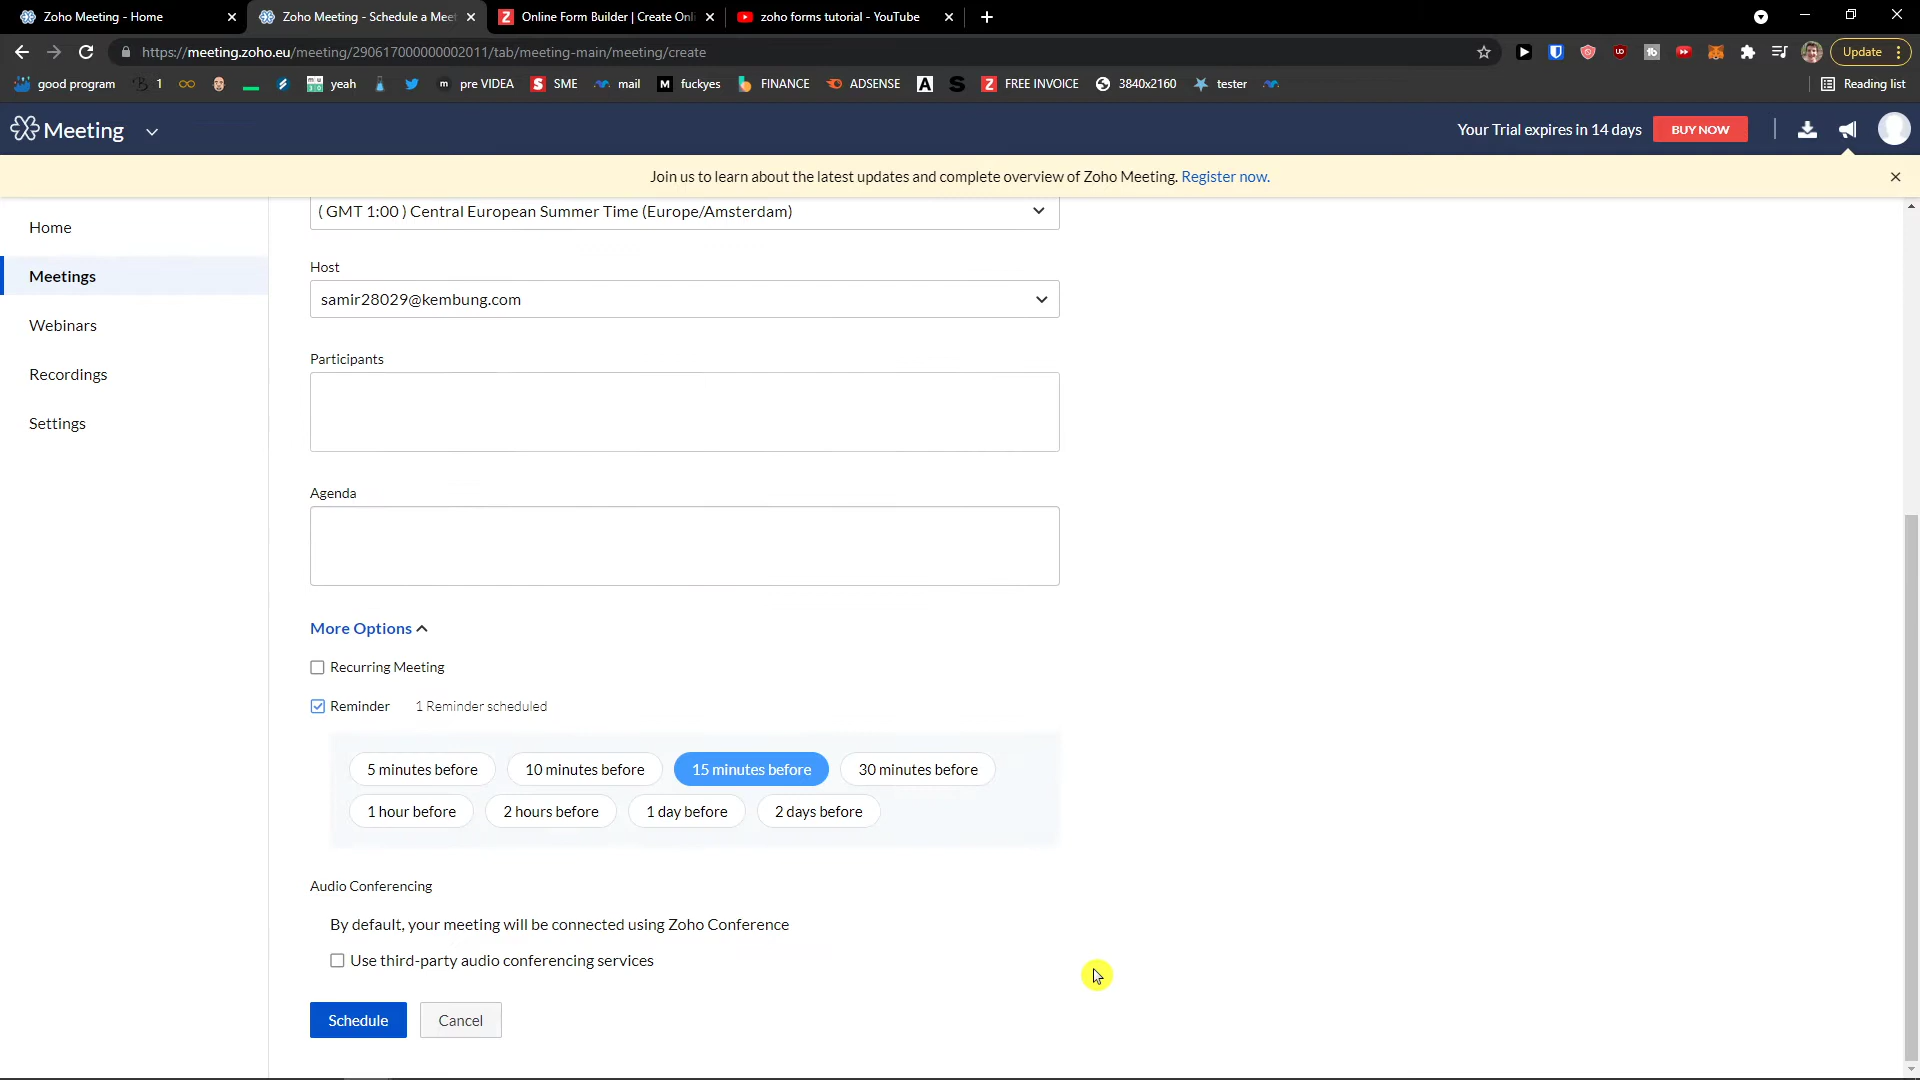 Zoho Meeting - Home
Zoho Meeting - Schedule a Meet
Online Form Builder | Create Onli
zoho forms tutorial - YouTube
https://meeting.zoho.eu/meeting/290617000000002011/tab/meeting-main/meeting/create
Update
good program
1
yeah
pre VIDEA
SME
mail
fuckyes
FINANCE
ADSENSE
FREE INVOICE
3840x2160
tester
Reading list
Meeting
Your Trial expires in 14 days
BUY NOW
Join us to learn about the latest updates and complete overview of Zoho Meeting. Register now.
Home
Meetings
Webinars
Recordings
Settings
( GMT 1:00 ) Central European Summer Time (Europe/Amsterdam)
Host
samir28029@kembung.com
Participants
Agenda
More Options
Recurring Meeting
Reminder 1 Reminder scheduled
5 minutes before 10 minutes before 15 minutes before 30 minutes before
1 hour before 2 hours before 1 day before 2 days before
Audio Conferencing
By default, your meeting will be connected using Zoho Conference
Use third-party audio conferencing services
Schedule Cancel